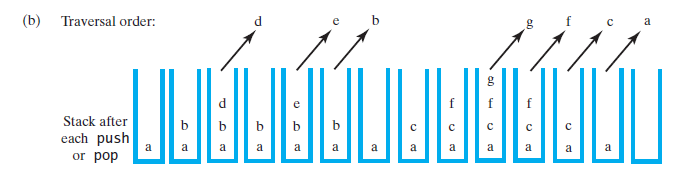 (b) Traversal order: d e b g f c a
g
d e f f f
Stack after b b b b b c c c c c
each push a a a a a a a a a a a a a
or pop